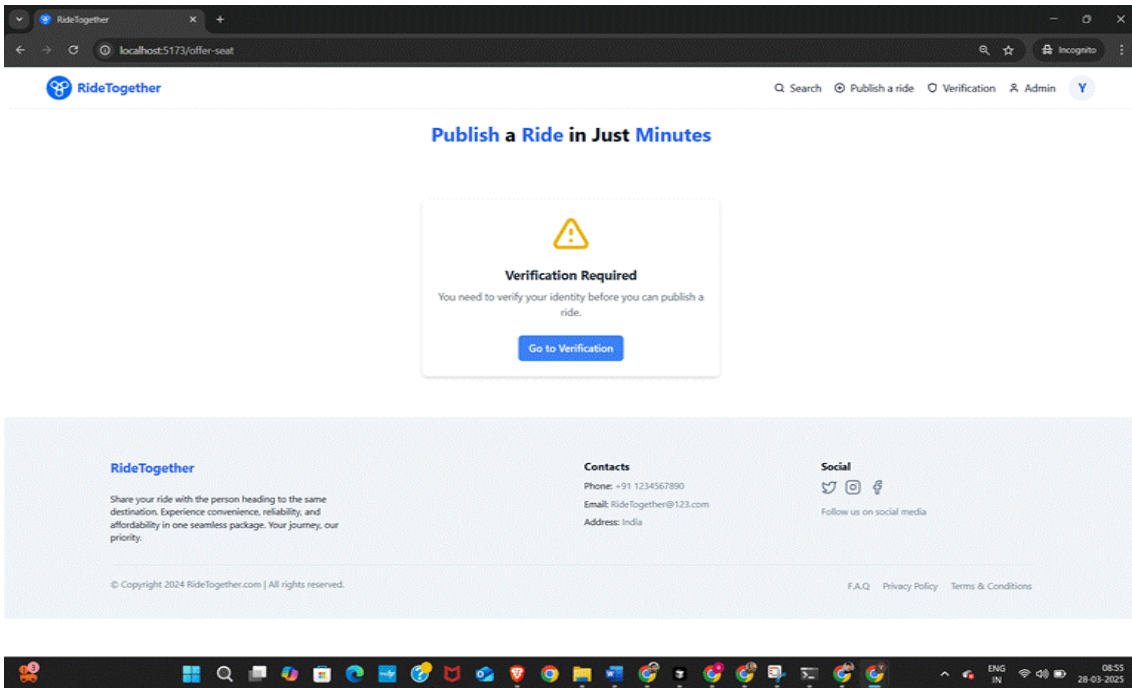 RideTogether
localhost:5173/offer-seat
Incognito
RideTogether
Search
Publish a ride
Verification
Admin
Y
Publish a Ride in Just Minutes
Verification Required
You need to verify your identity before you can publish a
ride.
Go to Verification
RideTogether
Share your ride with the person heading to the same
destination. Experience convenience, reliability, and
affordability in one seamless package. Your journey, our
priority.
Contacts
Phone: +91 1234567890
Email: RideTogether@123.com
Address: India
Social
Follow us on social media
© Copyright 2024 RideTogether.com | All rights reserved.
F.A.Q Privacy Policy Terms & Conditions
3
ENG
IN
08:55
28-03-2025